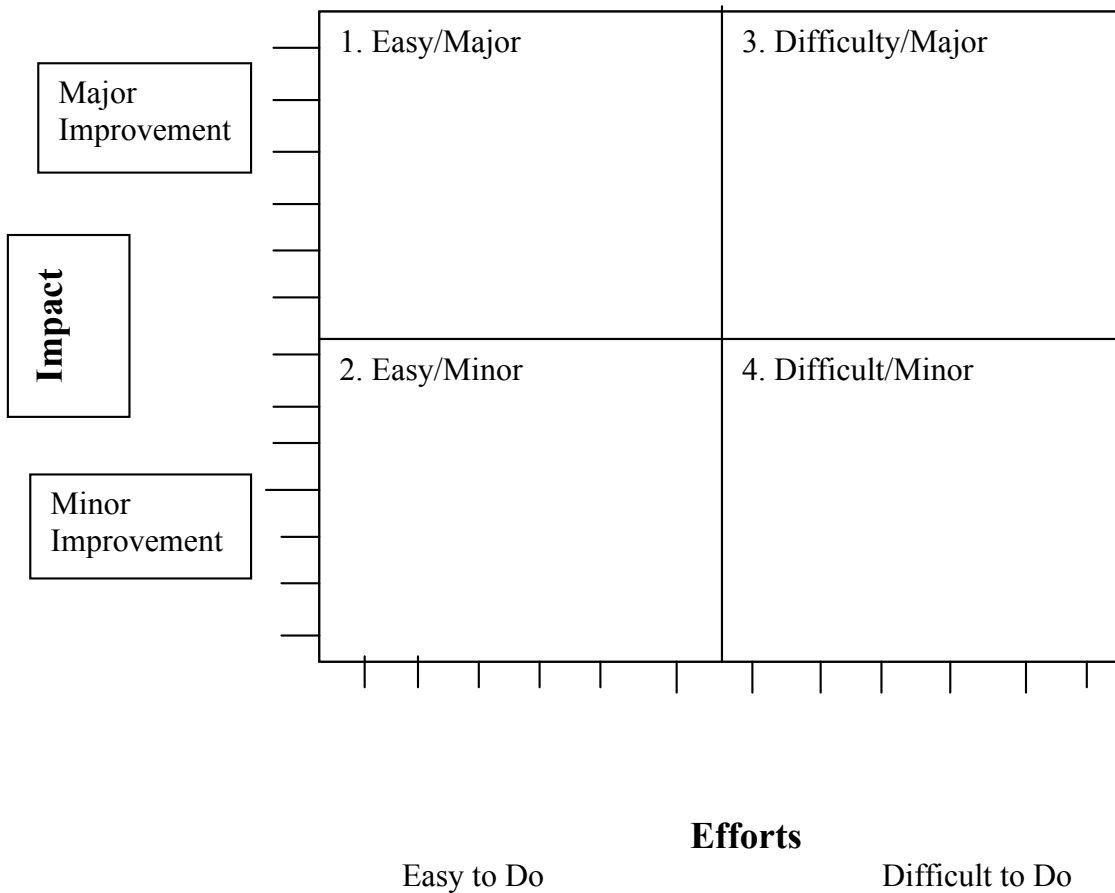 1. Easy/Major
3. Difficulty/Major
Major
Improvement
Impact
2. Easy/Minor
4. Difficult/Minor
Minor
Improvement
Efforts
Easy to Do
Difficult to Do